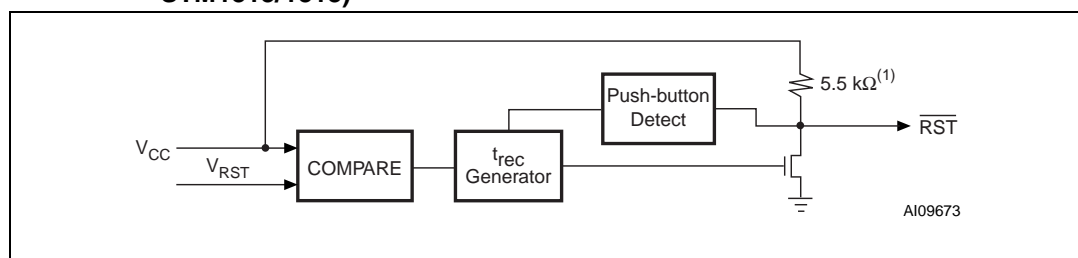 5.5 kΩ(1)
Push-button
Detect
RST
VCC
VRST
COMPARE
trec
Generator
AI09673